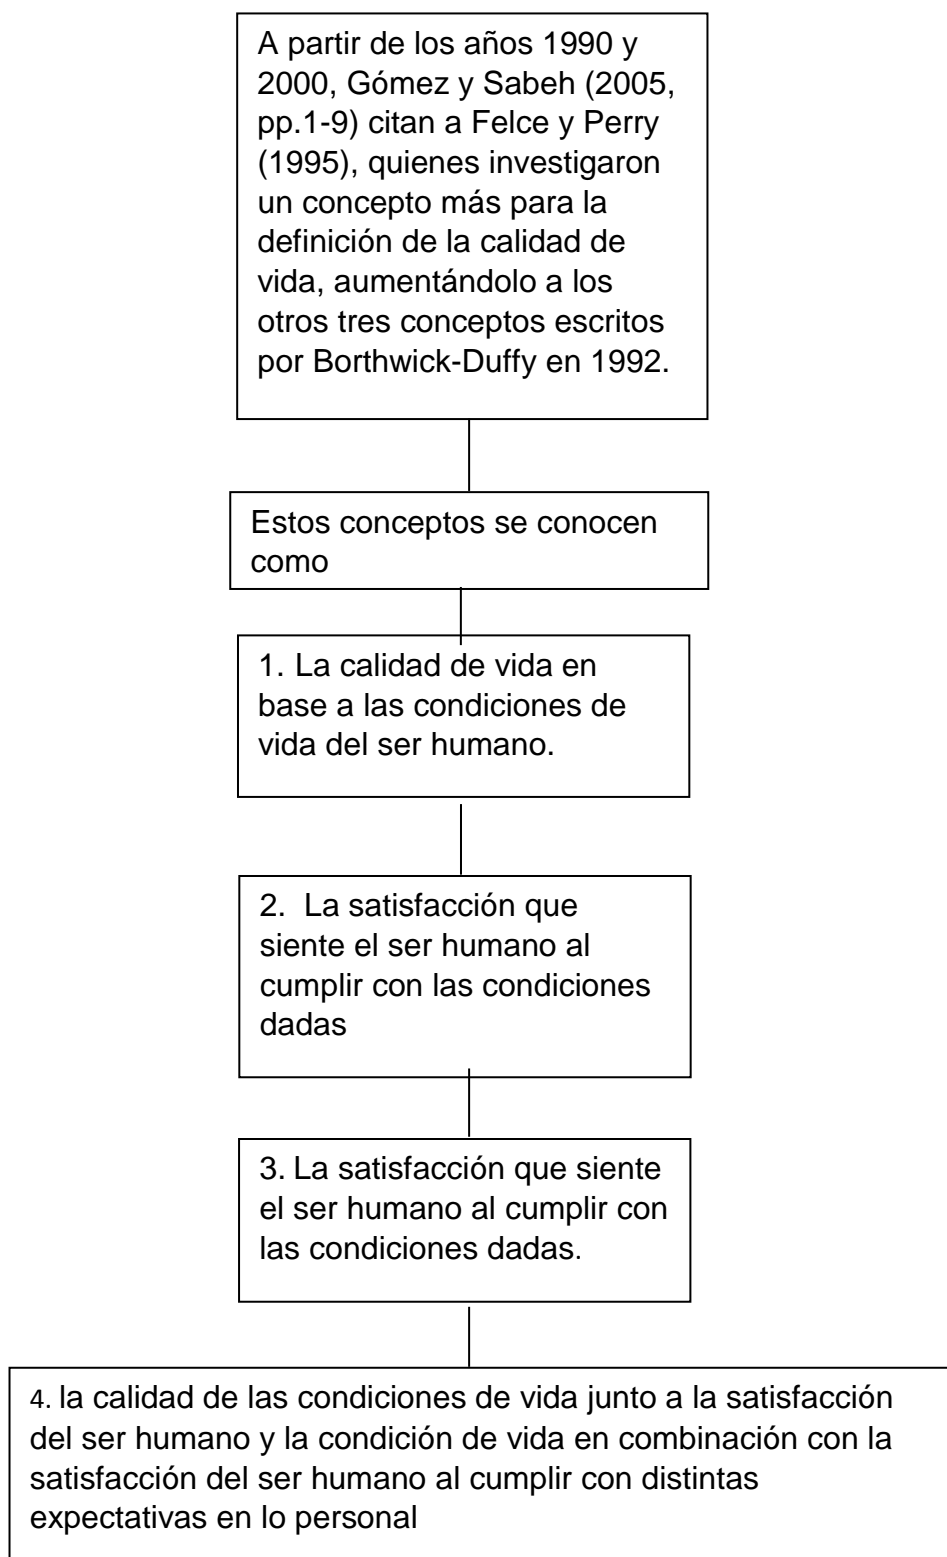 A partir de los años 1990 y
2000, Gómez y Sabeh (2005,
pp.1-9) citan a Felce y Perry
(1995), quienes investigaron
un concepto más para la
definición de la calidad de
vida, aumentándolo a los
otros tres conceptos escritos
por Borthwick-Duffy en 1992.
Estos conceptos se conocen
como
1. La calidad de vida en
base a las condiciones de
vida del ser humano.
2. La satisfacción que
siente el ser humano al
cumplir con las condiciones
dadas
3. La satisfacción que siente
el ser humano al cumplir con
las condiciones dadas.
4. la calidad de las condiciones de vida junto a la satisfacción
del ser humano y la condición de vida en combinación con la
satisfacción del ser humano al cumplir con distintas
expectativas en lo personal